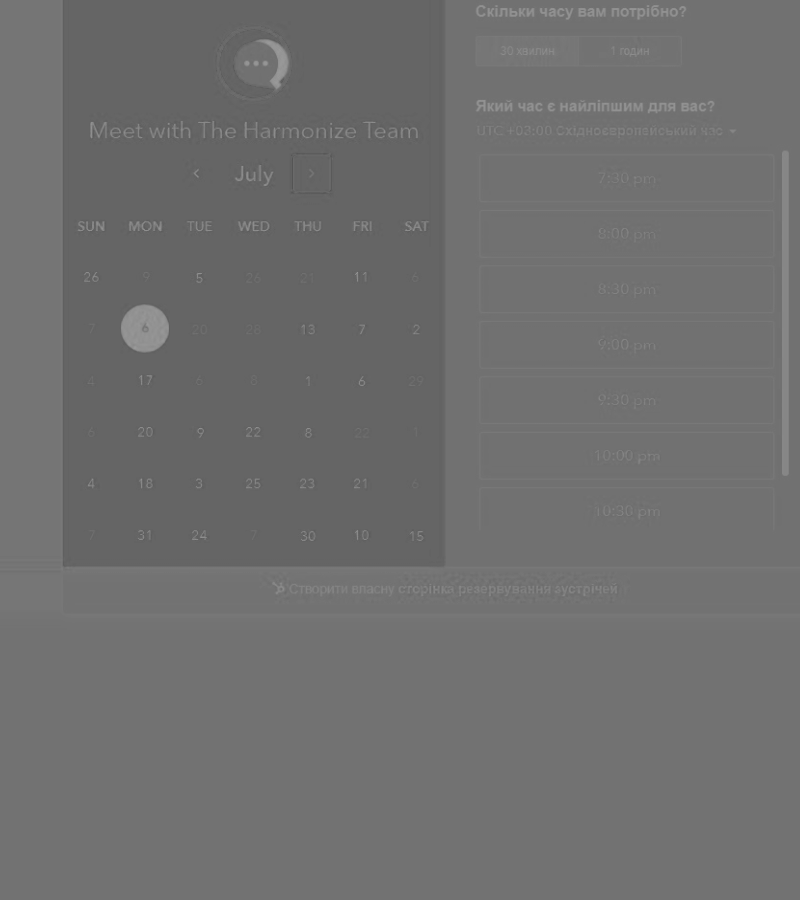 Скільки часу вам потрібно?
30 хвилин 1 годин
Meet with The Harmonize Team
Який час є найліпшим для вас?
UTC +03:00 Східноєвропейський час
July
7:30 pm
SUN MON TUE WED THU FRI SAT
8:00 pm
26 9 5 26 21 11 6
8:30 pm
7 6 20 28 13 7 2
9:00 pm
4 17 6 8 1 6 29
9:30 pm
6 20 9 22 8 22 1
10:00 pm
4 18 3 25 23 21 6
10:30 pm
7 31 24 7 30 10 15
Створити власну сторінка резервування зустрічей